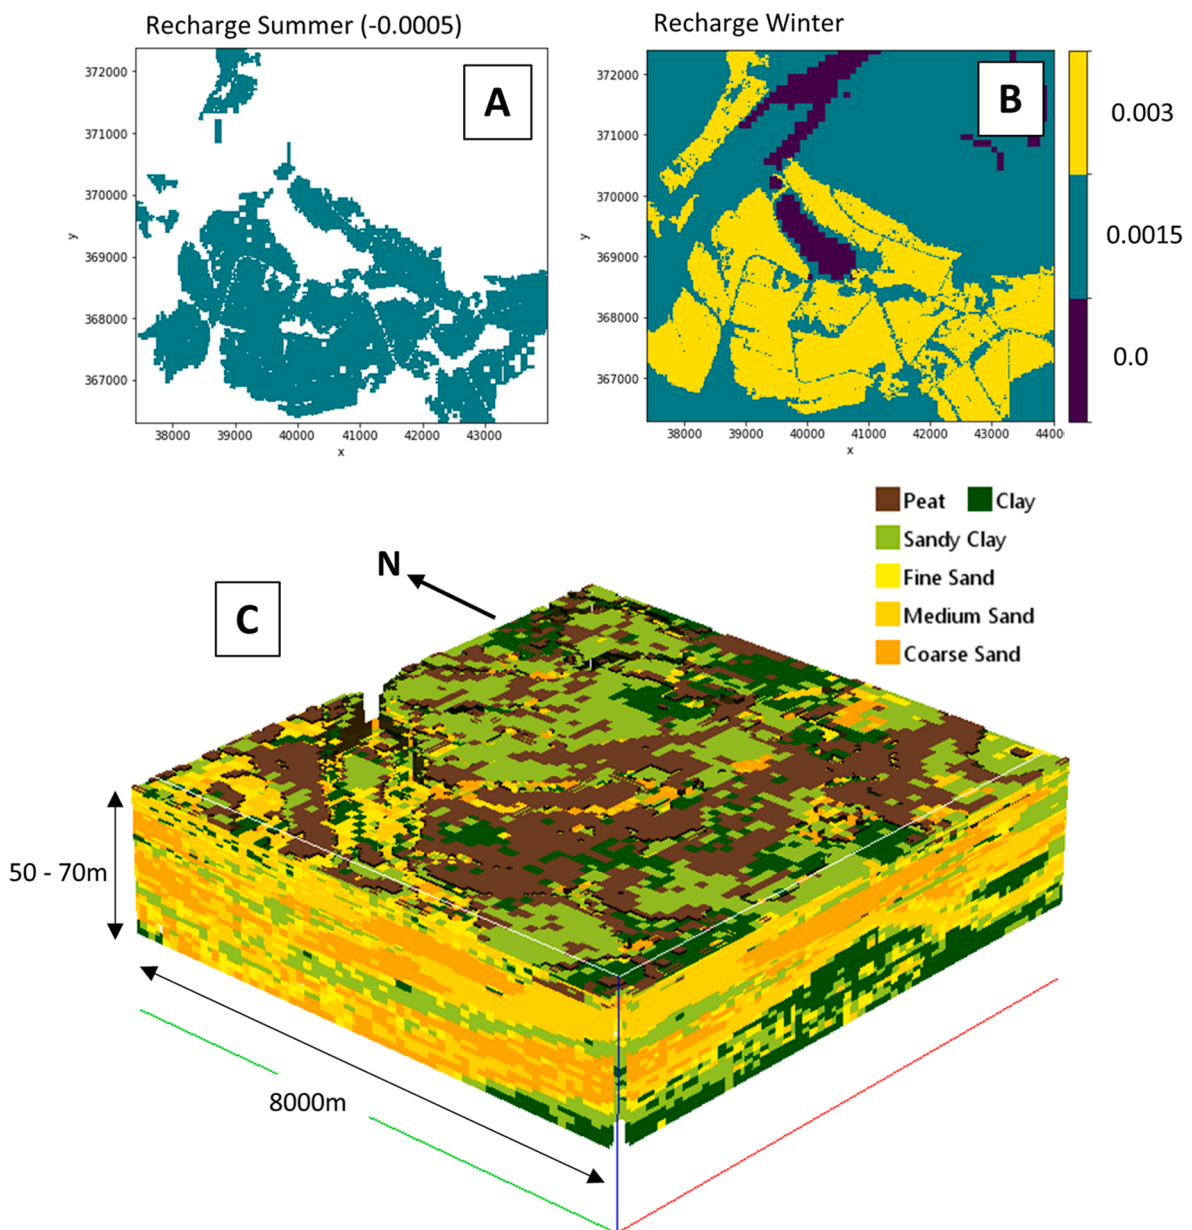 Recharge Summer (-0.0005)
Recharge Winter
A
B
372000
371000
370000
369000
368000
367000
y
38000 39000 40000 41000 42000 43000
x
372000
371000
370000
369000
368000
367000
y
38000 39000 40000 41000 42000 43000 4400
x
0.003
0.0015
0.0
Peat Clay
Sandy Clay
Fine Sand
Medium Sand
Coarse Sand
N
C
50 - 70m
8000m